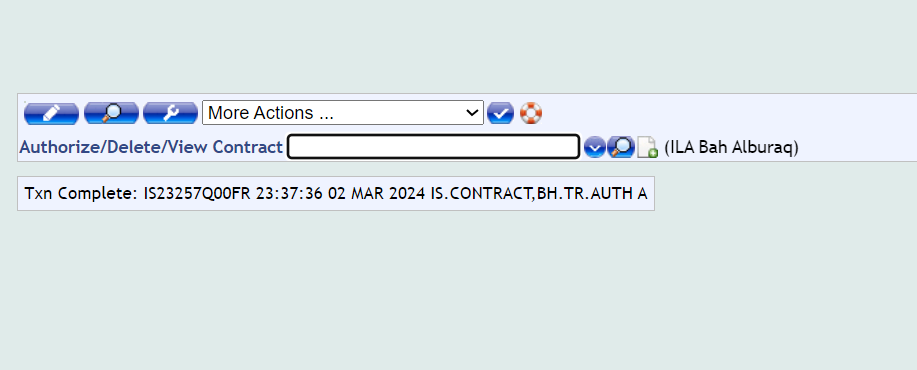 More Actions ...
Authorize/Delete/View Contract (ILA Bah Alburaq)
Txn Complete: IS23257Q00FR 23:37:36 02 MAR 2024 IS.CONTRACT,BH.TR.AUTH A